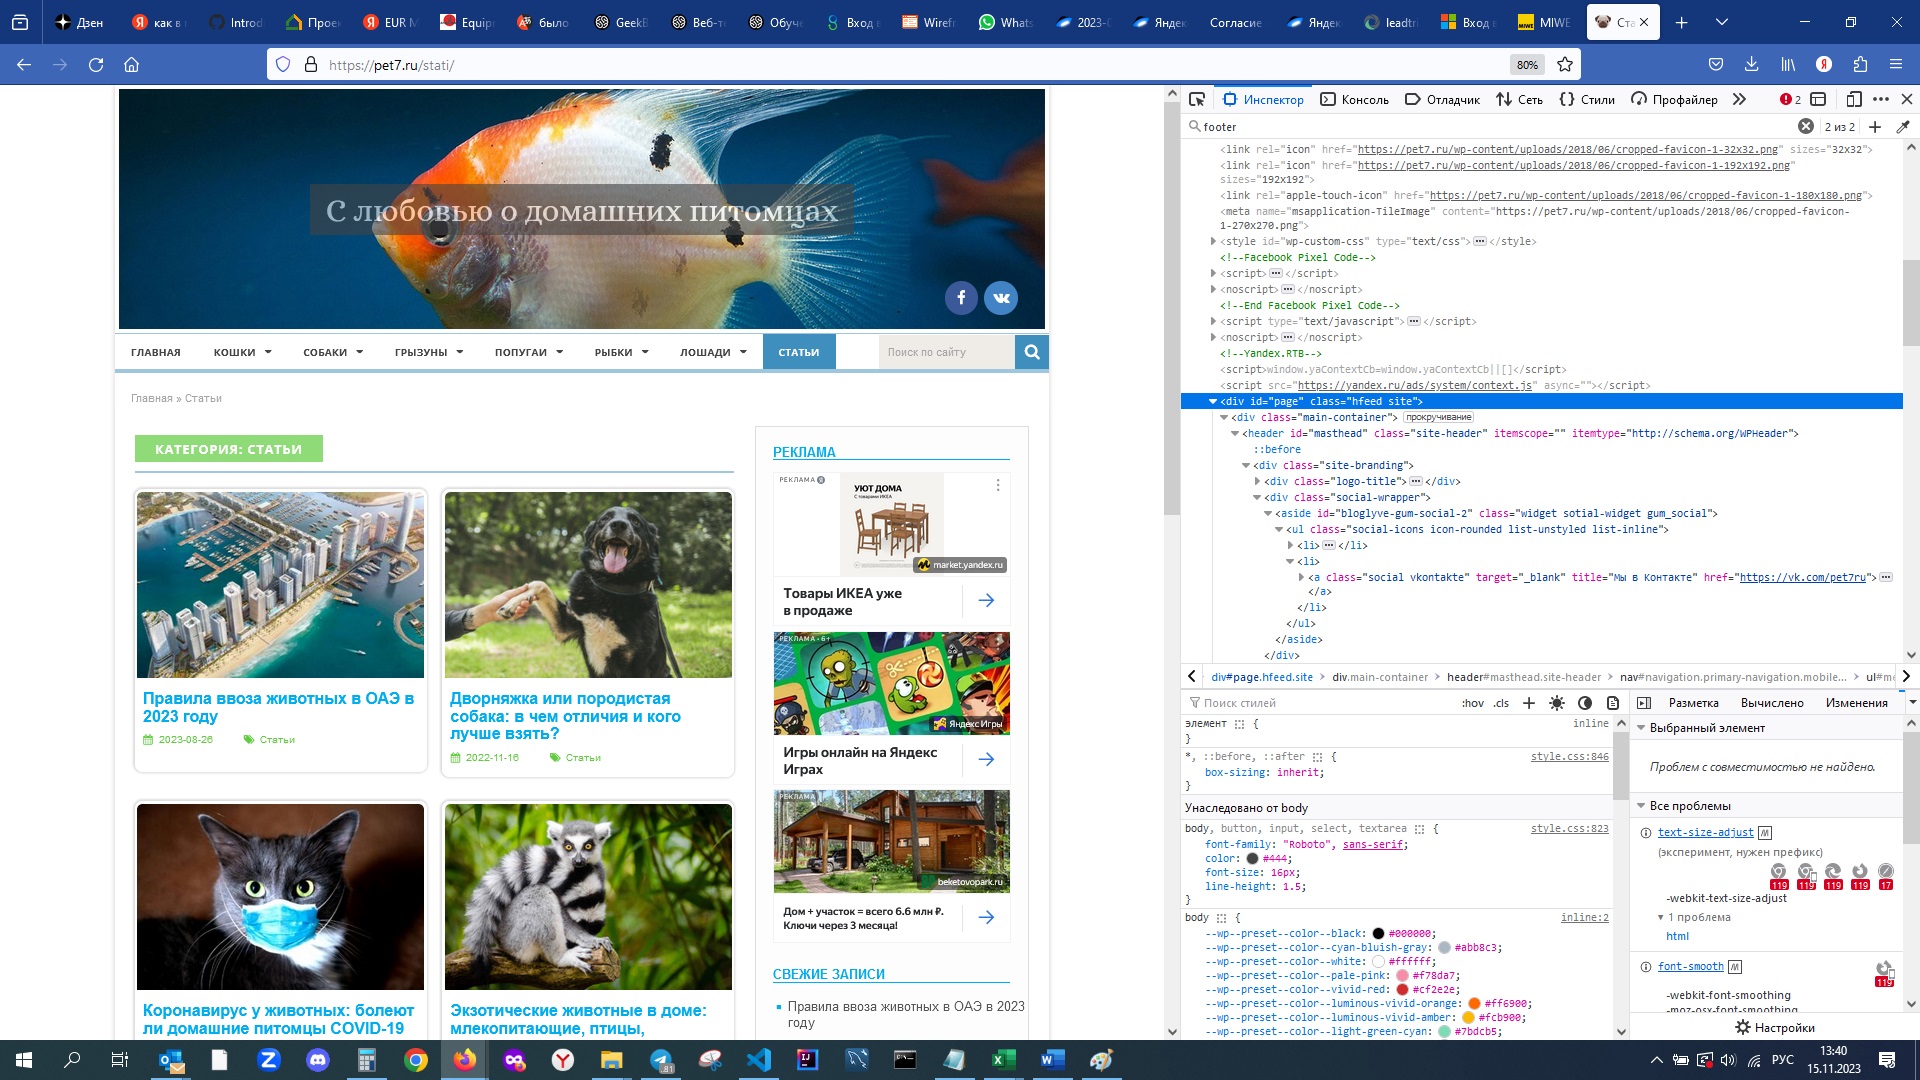 Дзен
как в
Introd
Проек
EUR M
Equip
было
GeekB
Веб-т
Обуче
Вход в
Wirefr
Whats
2023-0
Яндек
Согласие
Яндек
leadtri
Вход в
MIWE
Ста
https://pet7.ru/stati/
80%
С любовью о домашних питомцах
ГЛАВНАЯ КОШКИ СОБАКИ ГРЫЗУНЫ ПОПУГАИ РЫБКИ ЛОШАДИ СТАТЬИ Поиск по сайту
Главная » Статьи
КАТЕГОРИЯ: СТАТЬИ
Правила ввоза животных в ОАЭ в
2023 году
2023-08-26 Статьи
Дворняжка или породистая
собака: в чем отличия и кого
лучше взять?
2022-11-16 Статьи
Коронавирус у животных: болеют
ли домашние питомцы COVID-19
Экзотические животные в доме:
млекопитающие, птицы,
РЕКЛАМА
РЕКЛАМА
УЮТ ДОМА
С товарами ИКЕА
market.yandex.ru
Товары ИКЕА уже
в продаже
РЕКЛАМА • 6+
Яндекс Игры
Игры онлайн на Яндекс
Играх
РЕКЛАМА
beketovopark.ru
Дом + участок = всего 6.6 млн ₽.
Ключи через 3 месяца!
СВЕЖИЕ ЗАПИСИ
Правила ввоза животных в ОАЭ в 2023
году
Инспектор Консоль Отладчик Сеть Стили Профайлер 2
footer 2 из 2
<link rel="icon" href="https://pet7.ru/wp-content/uploads/2018/06/cropped-favicon-1-32x32.png" sizes="32x32">
<link rel="icon" href="https://pet7.ru/wp-content/uploads/2018/06/cropped-favicon-1-192x192.png"
sizes="192x192">
<link rel="apple-touch-icon" href="https://pet7.ru/wp-content/uploads/2018/06/cropped-favicon-1-180x180.png">
<meta name="msapplication-TileImage" content="https://pet7.ru/wp-content/uploads/2018/06/cropped-favicon-
1-270x270.png">
<style id="wp-custom-css" type="text/css">···</style>
<!--Facebook Pixel Code-->
<script>···</script>
<noscript>···</noscript>
<!--End Facebook Pixel Code-->
<script type="text/javascript">···</script>
<noscript>···</noscript>
<!--Yandex.RTB-->
<script>window.yaContextCb=window.yaContextCb||[]</script>
<script src="https://yandex.ru/ads/system/context.js" async=""></script>
<div id="page" class="hfeed site">
<div class="main-container"> прокручивание
<header id="masthead" class="site-header" itemscope="" itemtype="http://schema.org/WPHeader">
::before
<div class="site-branding">
<div class="logo-title">···</div>
<div class="social-wrapper">
<aside id="bloglyve-gum-social-2" class="widget sotial-widget gum_social">
<ul class="social-icons icon-rounded list-unstyled list-inline">
<li>···</li>
<li>
<a class="social vkontakte" target="_blank" title="Мы в Контакте" href="https://vk.com/pet7ru">···
</a>
</li>
</ul>
</aside>
</div>
div#page.hfeed.site > div.main-container > header#masthead.site-header > nav#navigation.primary-navigation.mobile... > ul#m
Поиск стилей :hov .cls
элемент { inline
}
*, ::before, ::after { style.css:846
box-sizing: inherit;
}
Унаследовано от body
body, button, input, select, textarea { style.css:823
font-family: "Roboto", sans-serif;
color: #444;
font-size: 16px;
line-height: 1.5;
}
body { inline:2
--wp--preset--color--black: #000000;
--wp--preset--color--cyan-bluish-gray: #abb8c3;
--wp--preset--color--white: #ffffff;
--wp--preset--color--pale-pink: #f78da7;
--wp--preset--color--vivid-red: #cf2e2e;
--wp--preset--color--luminous-vivid-orange: #ff6900;
--wp--preset--color--luminous-vivid-amber: #fcb900;
--wp--preset--color--light-green-cyan: #7bdcb5;
Разметка Вычислено Изменения
Выбранный элемент
Проблем с совместимостью не найдено.
Все проблемы
text-size-adjust
(эксперимент, нужен префикс)
119 119 119 119 17
-webkit-text-size-adjust
1 проблема
html
font-smooth
119
-webkit-font-smoothing
-moz-osx-font-smoothing
Настройки
81
РУС
13:40
15.11.2023